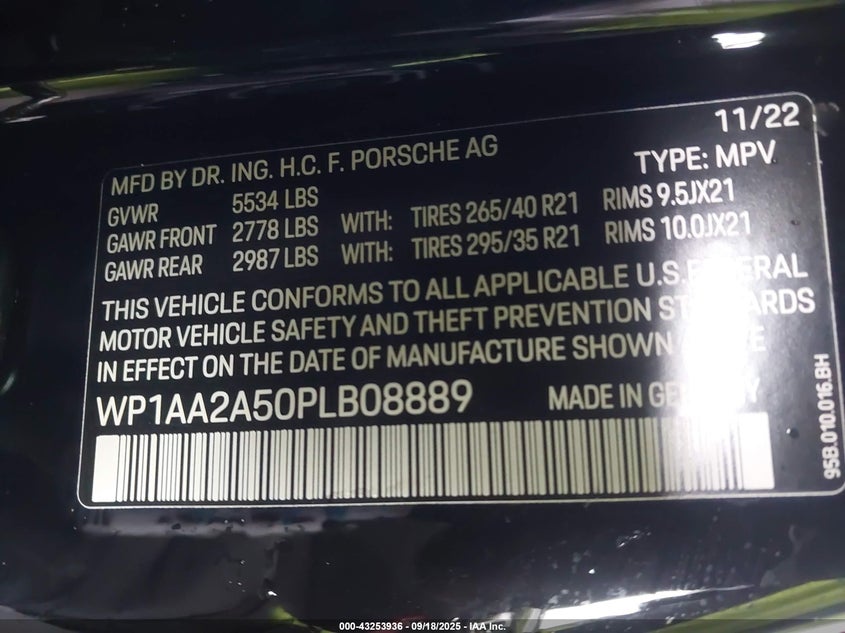 11/22
MFD BY DR. ING. H.C. F. PORSCHE AG
TYPE: MPV
GVWR 5534 LBS
GAWR FRONT 2778 LBS WITH: TIRES 265/40 R21 RIMS 9.5JX21
GAWR REAR 2987 LBS WITH: TIRES 295/35 R21 RIMS 10.0JX21
THIS VEHICLE CONFORMS TO ALL APPLICABLE U.S. FEDERAL
MOTOR VEHICLE SAFETY AND THEFT PREVENTION STANDARDS
IN EFFECT ON THE DATE OF MANUFACTURE SHOWN
WP1AA2A50PLB08889 MADE IN
95B.010.016.BH
000-43253936 - 09/18/2025 - IAA Inc.